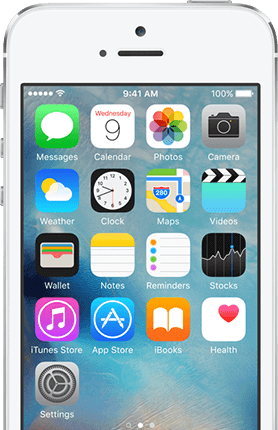 9:41 AM 100%
Wednesday
9
280
Messages Calendar Photos Camera
Weather Clock Maps Videos
Wallet Notes Reminders Stocks
iTunes Store App Store iBooks Health
Settings